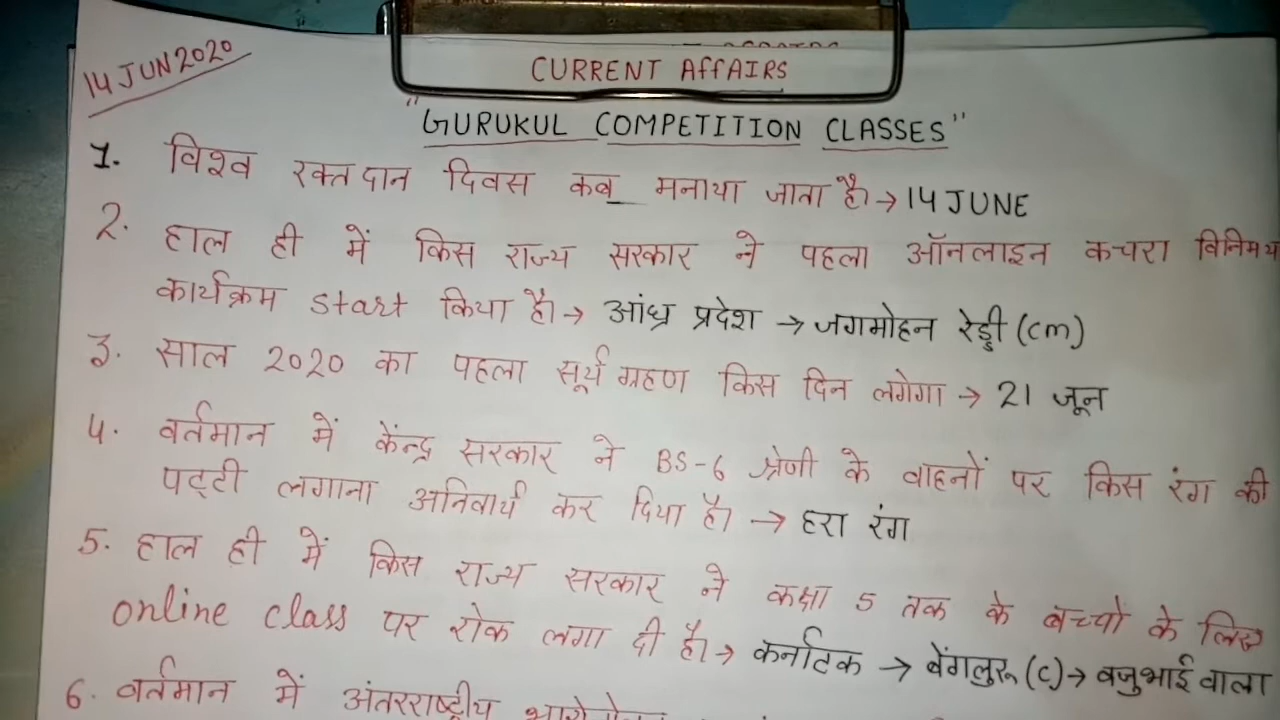 14 JUN 2020
CURRENT AFFAIRS
"GURUKUL COMPETITION CLASSES"
1. विश्व रक्तदान दिवस कब मनाया जाता है। → 14 JUNE
2. हाल ही में किस राज्य सरकार ने पहला ऑनलाइन कचरा विनिमय
कार्यक्रम start किया है। → आंध्र प्रदेश → जगमोहन रेड्डी (cm)
3. साल 2020 का पहला सूर्य ग्रहण किस दिन लगेगा → 21 जून
4. वर्तमान में केंन्द्र सरकार ने BS-6 श्रेणी के वाहनों पर किस रंग की
पट्टी लगाना अनिवार्य कर दिया है। → हरा रंग
5. हाल ही में किस राज्य सरकार ने कक्षा 5 तक के बच्चों के लिए
online class पर रोक लगा दी है। → कर्नाटक → बेंगलुरू (c) → वजुभाई वाला
6. वर्तमान में अंतरराष्ट्रीय